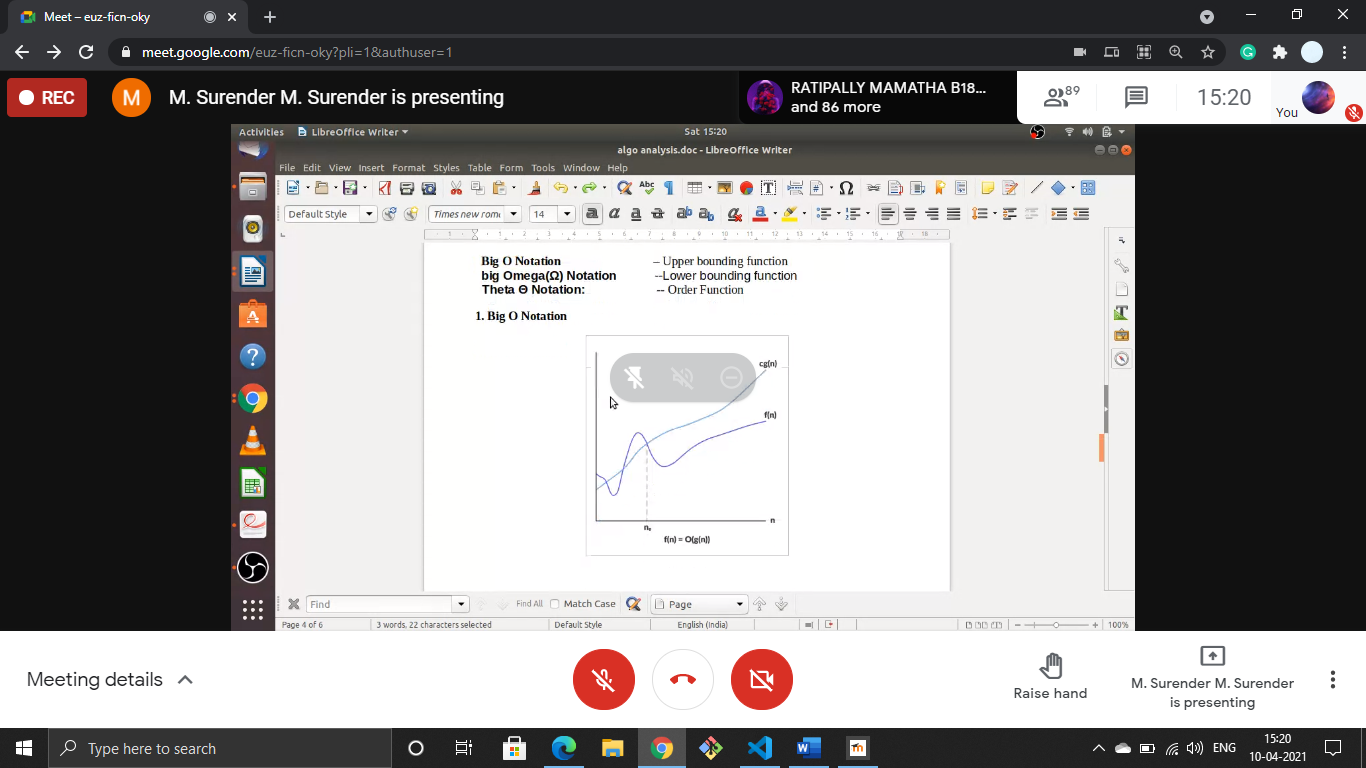 Meet – euz-ficn-oky
meet.google.com/euz-ficn-oky?pli=1&authuser=1
REC
M
M. Surender M. Surender is presenting
RATIPALLY MAMATHA B18...
and 86 more
89
15:20
You
Activities LibreOffice Writer Sat 15:20
algo analysis.doc - LibreOffice Writer
File Edit View Insert Format Styles Table Form Tools Window Help
Default Style Times new roma 14
Big O Notation – Upper bounding function
big Omega(Ω) Notation --Lower bounding function
Theta Θ Notation: -- Order Function
1. Big O Notation
cg(n)
f(n)
n
n₀
f(n) = O(g(n))
Find Find All Match Case Page
Page 4 of 6 3 words, 22 characters selected Default Style English (India) 100%
Meeting details
Raise hand
M. Surender M. Surender
is presenting
Type here to search
ENG
15:20
10-04-2021